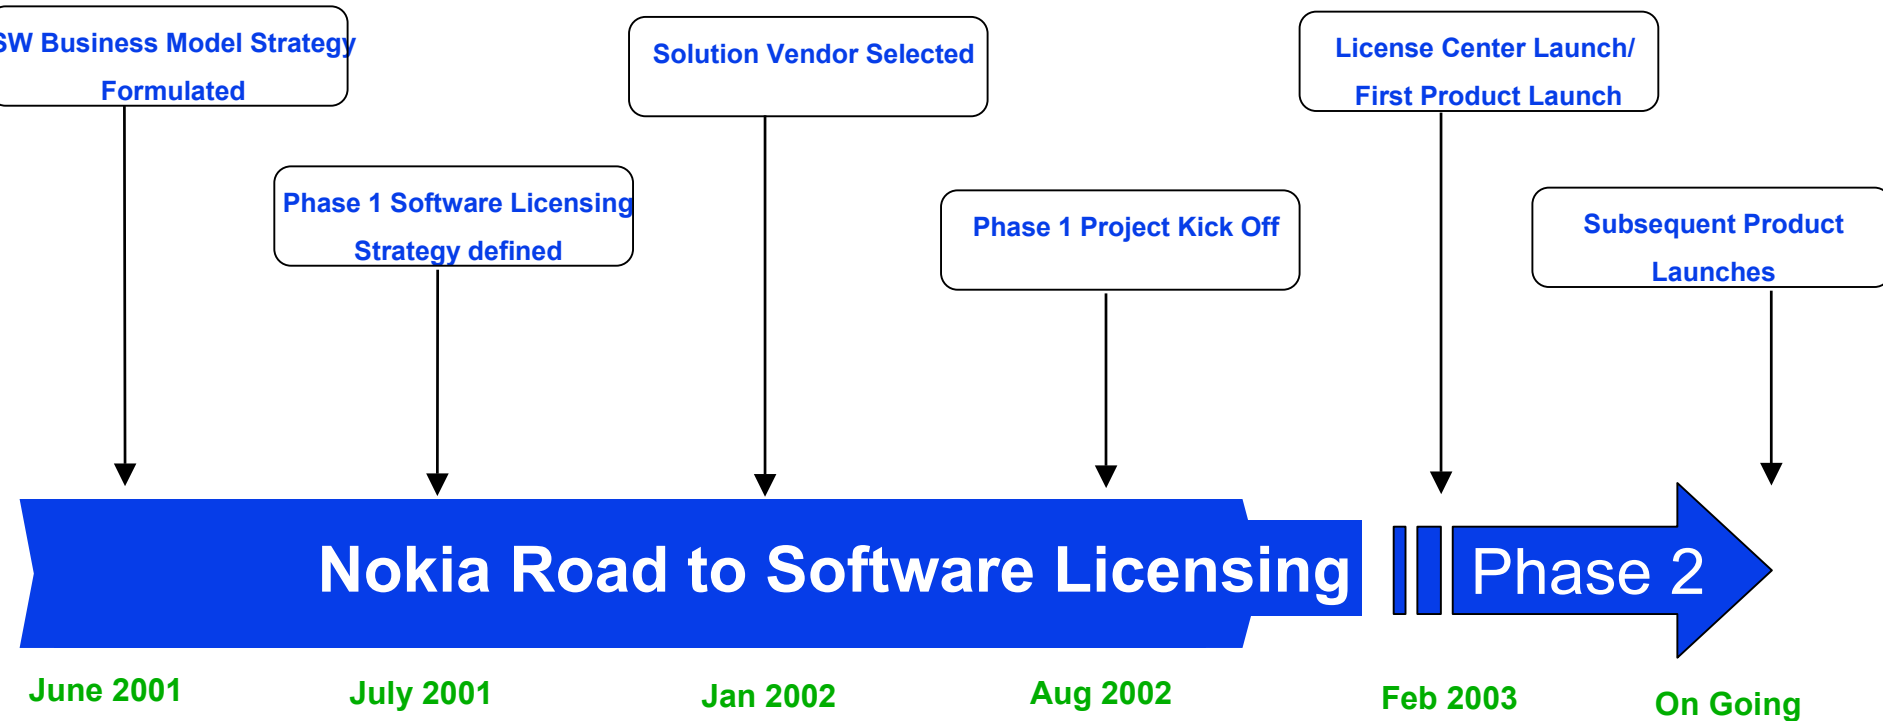 SW Business Model Strategy
Formulated
Solution Vendor Selected
License Center Launch/
First Product Launch
Phase 1 Software Licensing
Strategy defined
Phase 1 Project Kick Off
Subsequent Product
Launches
Nokia Road to Software Licensing
Phase 2
June 2001
July 2001
Jan 2002
Aug 2002
Feb 2003
On Going